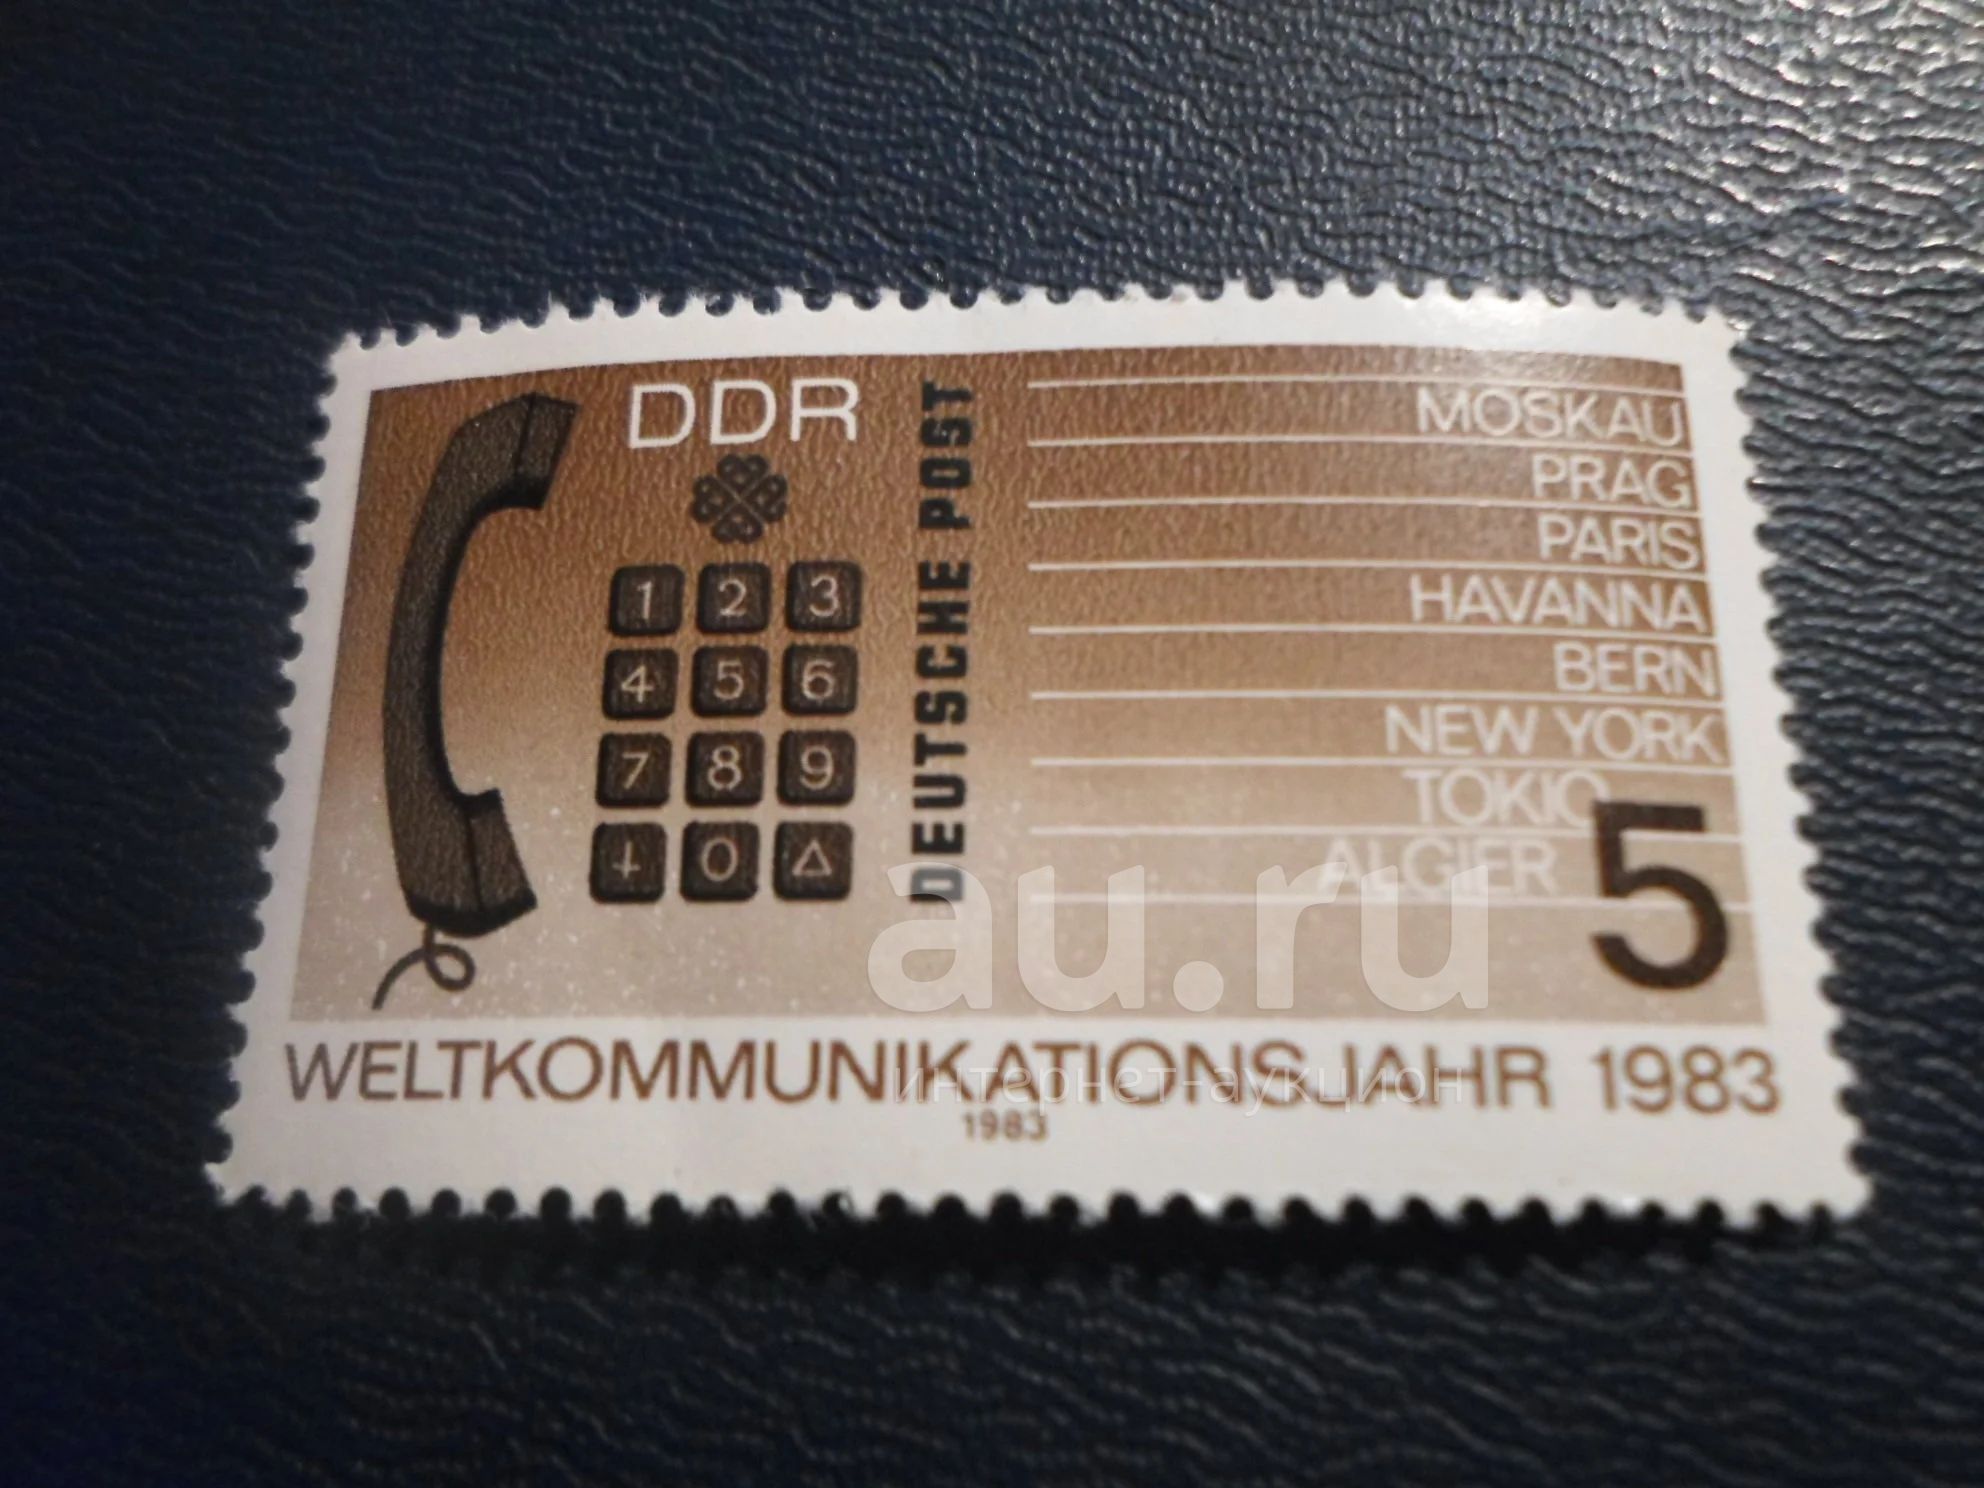 DDR
DEUTSCHE POST
1 2 3
4 5 6
7 8 9
+ 0 △
MOSKAU
PRAG
PARIS
HAVANNA
BERN
NEW YORK
TOKIO
ALGIER
5
WELTKOMMUNIKATIONSJAHR 1983
1983
au.ru
интернет-аукцион